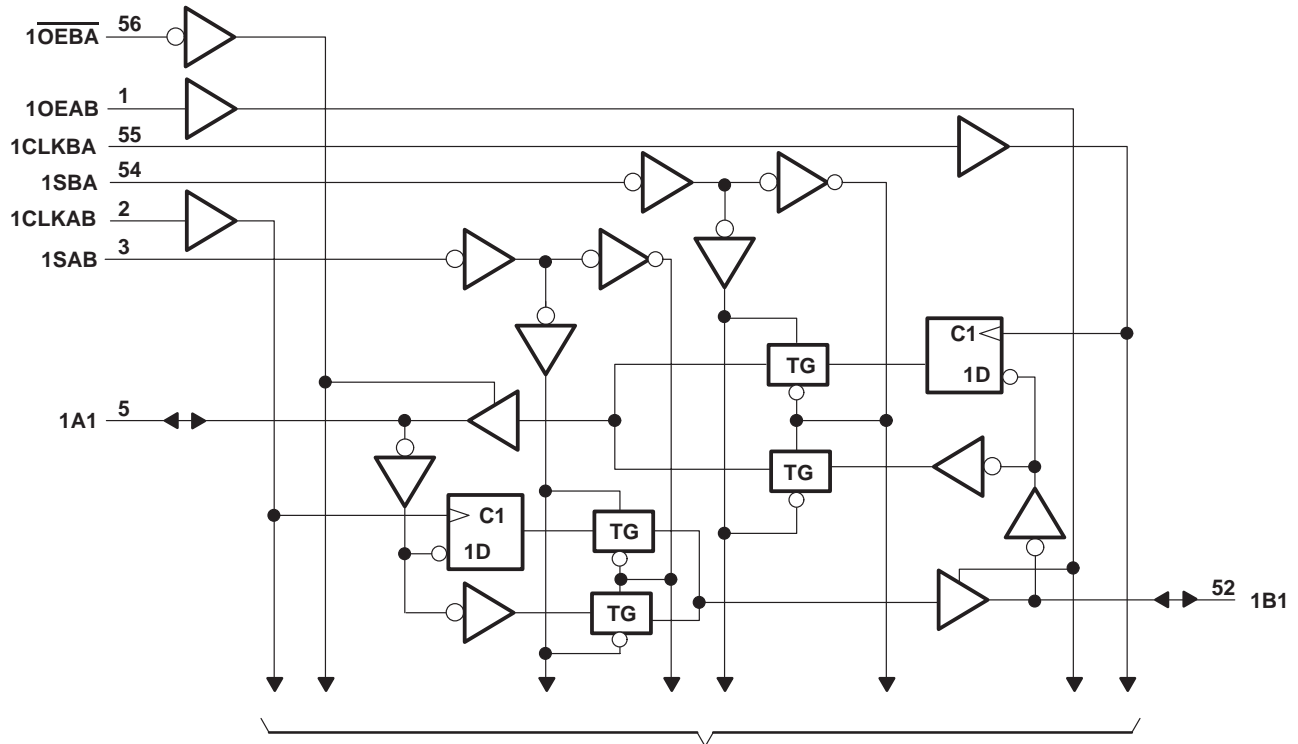 1O̅E̅B̅A̅ 56
1OEAB 1
1CLKBA 55
1SBA 54
1CLKAB 2
1SAB 3
C1
1D
TG
1A1 5
TG
C1
1D
TG
TG
52 1B1